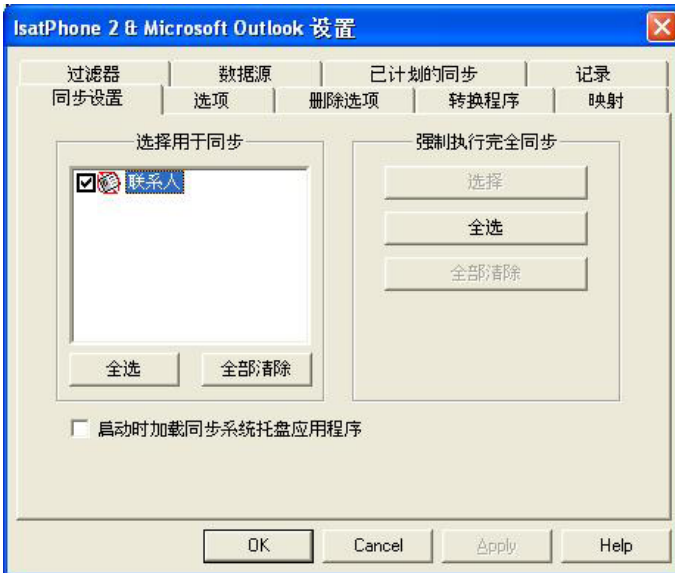 IsatPhone 2 & Microsoft Outlook 设置
过滤器 数据源 已计划的同步 记录
同步设置 选项 删除选项 转换程序 映射
选择用于同步 强制执行完全同步
联系人 选择
全选
全部清除
全选 全部清除
启动时加载同步系统托盘应用程序
OK Cancel Apply Help